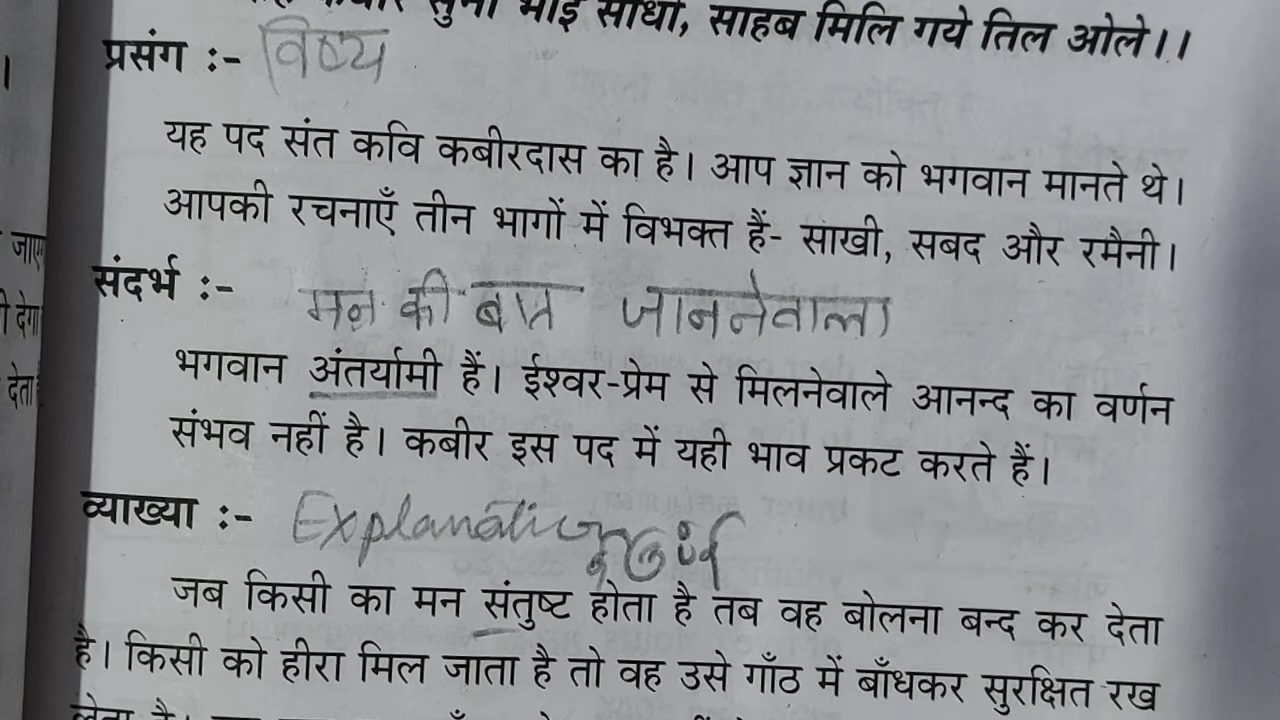 सुनो भाई साधो, साहब मिलि गये तिल ओले।।
प्रसंग :- विष्य
यह पद संत कवि कबीरदास का है। आप ज्ञान को भगवान मानते थे।
आपकी रचनाएँ तीन भागों में विभक्त हैं- साखी, सबद और रमैनी।
संदर्भ :- मन की बात जाननेवाला
भगवान अंतर्यामी हैं। ईश्वर-प्रेम से मिलनेवाले आनन्द का वर्णन
संभव नहीं है। कबीर इस पद में यही भाव प्रकट करते हैं।
व्याख्या :- Explanation
जब किसी का मन संतुष्ट होता है तब वह बोलना बन्द कर देता
है। किसी को हीरा मिल जाता है तो वह उसे गाँठ में बाँधकर सुरक्षित रख